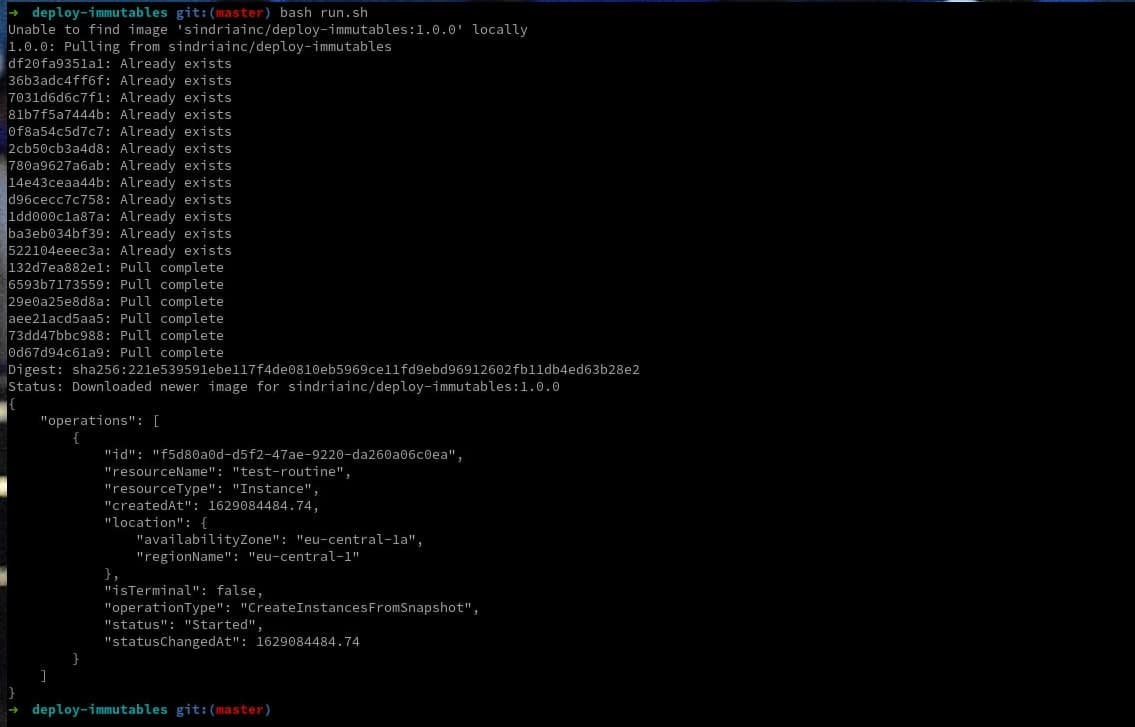 → deploy-immutables git:(master) bash run.sh
Unable to find image 'sindriainc/deploy-immutables:1.0.0' locally
1.0.0: Pulling from sindriainc/deploy-immutables
df20fa9351a1: Already exists
36b3adc4ff6f: Already exists
7031d6d6c7f1: Already exists
81b7f5a7444b: Already exists
0f8a54c5d7c7: Already exists
2cb50cb3a4d8: Already exists
780a9627a6ab: Already exists
14e43ceaa44b: Already exists
d96cecc7c758: Already exists
1dd000c1a87a: Already exists
ba3eb034bf39: Already exists
522104eeec3a: Already exists
132d7ea882e1: Pull complete
6593b7173559: Pull complete
29e0a25e8d8a: Pull complete
aee21acd5aa5: Pull complete
73dd47bbc988: Pull complete
0d67d94c61a9: Pull complete
Digest: sha256:221e539591ebe117f4de0810eb5969ce11fd9ebd96912602fb11db4ed63b28e2
Status: Downloaded newer image for sindriainc/deploy-immutables:1.0.0
{
    "operations": [
        {
            "id": "f5d80a0d-d5f2-47ae-9220-da260a06c0ea",
            "resourceName": "test-routine",
            "resourceType": "Instance",
            "createdAt": 1629084484.74,
            "location": {
                "availabilityZone": "eu-central-1a",
                "regionName": "eu-central-1"
            },
            "isTerminal": false,
            "operationType": "CreateInstancesFromSnapshot",
            "status": "Started",
            "statusChangedAt": 1629084484.74
        }
    ]
}
→ deploy-immutables git:(master)